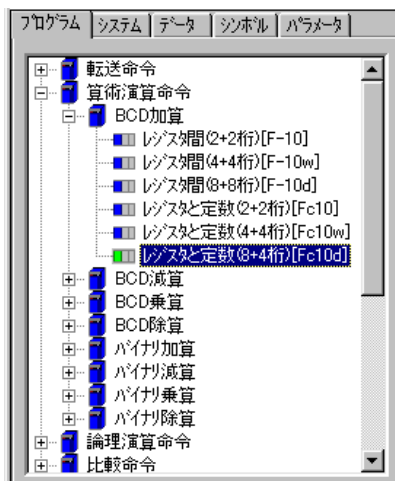 ﾌﾟﾛｸﾞﾗﾑ ｼｽﾃﾑ ﾃﾞｰﾀ ｼﾝﾎﾞﾙ ﾊﾟﾗﾒｰﾀ
転送命令
算術演算命令
BCD加算
ﾚｼﾞｽﾀ間(2+2桁)[F-10]
ﾚｼﾞｽﾀ間(4+4桁)[F-10w]
ﾚｼﾞｽﾀ間(8+8桁)[F-10d]
ﾚｼﾞｽﾀと定数(2+2桁)[Fc10]
ﾚｼﾞｽﾀと定数(4+4桁)[Fc10w]
ﾚｼﾞｽﾀと定数(8+4桁)[Fc10d]
BCD減算
BCD乗算
BCD除算
ﾊﾞｲﾅﾘ加算
ﾊﾞｲﾅﾘ減算
ﾊﾞｲﾅﾘ乗算
ﾊﾞｲﾅﾘ除算
論理演算命令
比較命令